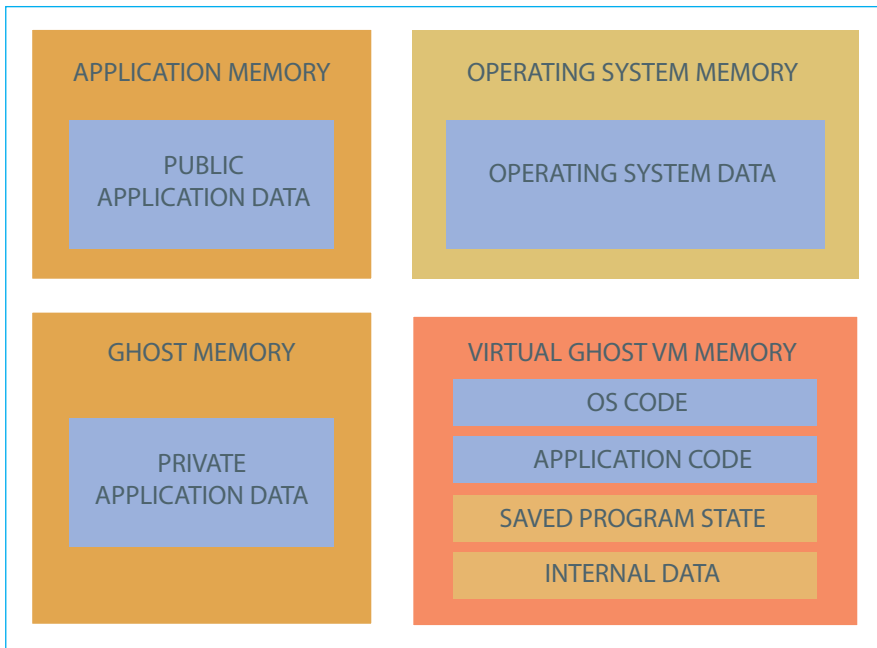 APPLICATION MEMORY
PUBLIC
APPLICATION DATA
OPERATING SYSTEM MEMORY
OPERATING SYSTEM DATA
GHOST MEMORY
PRIVATE
APPLICATION DATA
VIRTUAL GHOST VM MEMORY
OS CODE
APPLICATION CODE
SAVED PROGRAM STATE
INTERNAL DATA